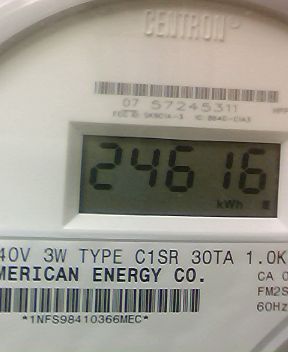 CENTRON®
07 57245311
24616
kWh
40V 3W TYPE C1SR 30TA 1.0K
MERICAN ENERGY CO.
CA 0
FM2S
60Hz
*1NFS98410366MEC*